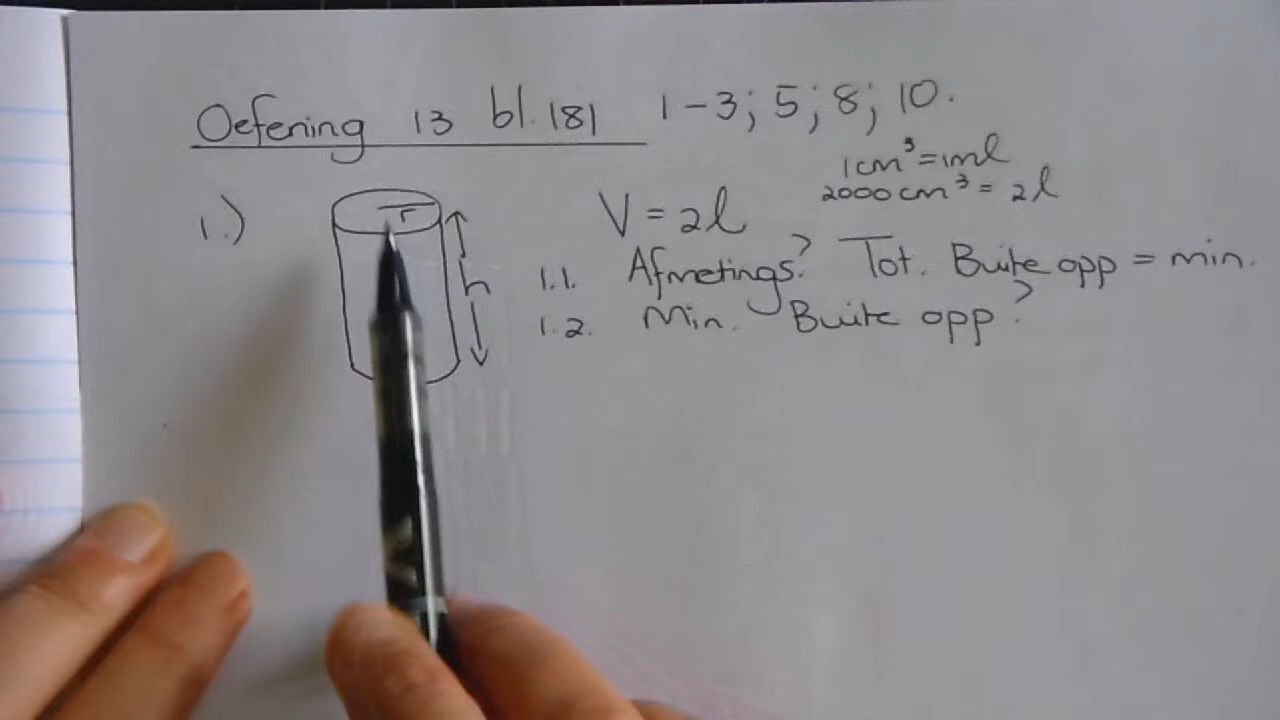 Oefening 13 bl. 181 1-3; 5; 8; 10.
1cm³ = 1ml
2000cm³ = 2l
1.) r h V = 2l
1.1. Afmetings? Tot. Buite opp = min.
1.2. Min. Buite opp?